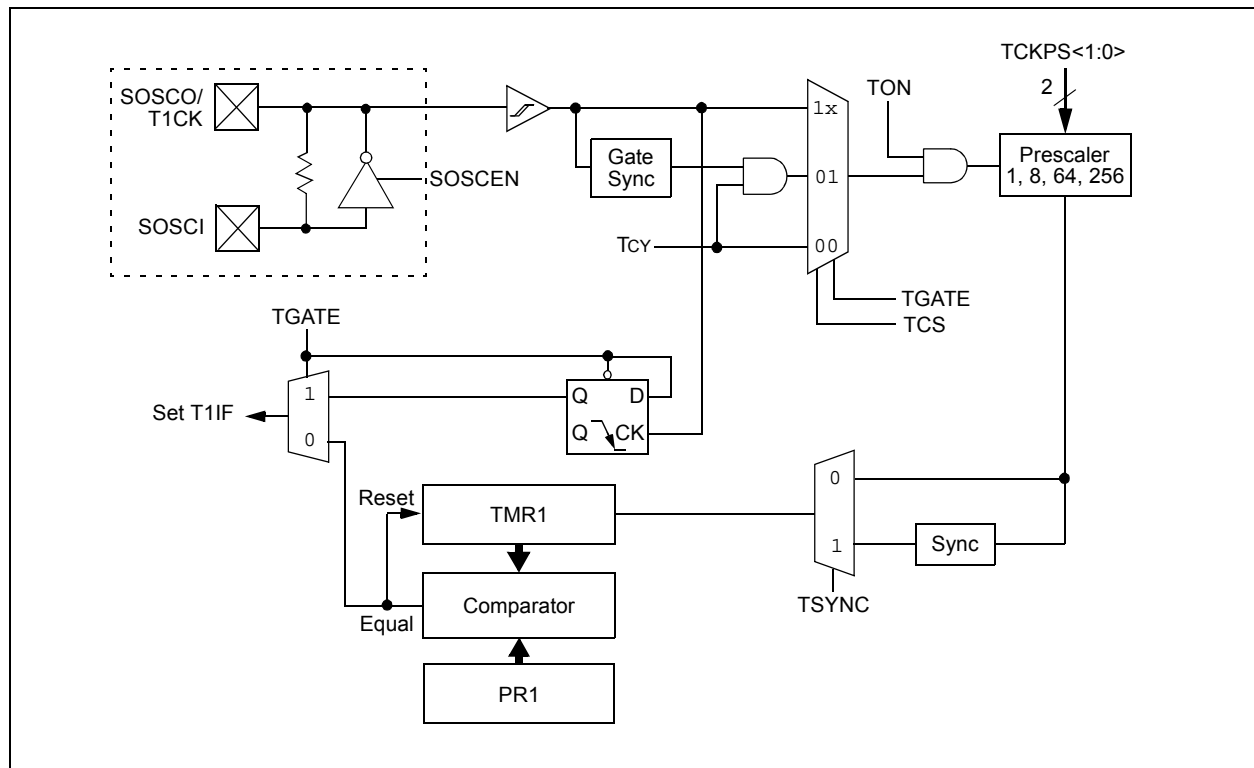 TCKPS<1:0>
2
SOSCO/
T1CK
TON
1x
Prescaler
1, 8, 64, 256
Gate
Sync
SOSCEN
01
SOSCI
TCY
00
TGATE
TCS
TGATE
1
Q
D
Set T1IF
0
Q
CK
Reset
TMR1
0
1
Sync
TSYNC
Comparator
Equal
PR1